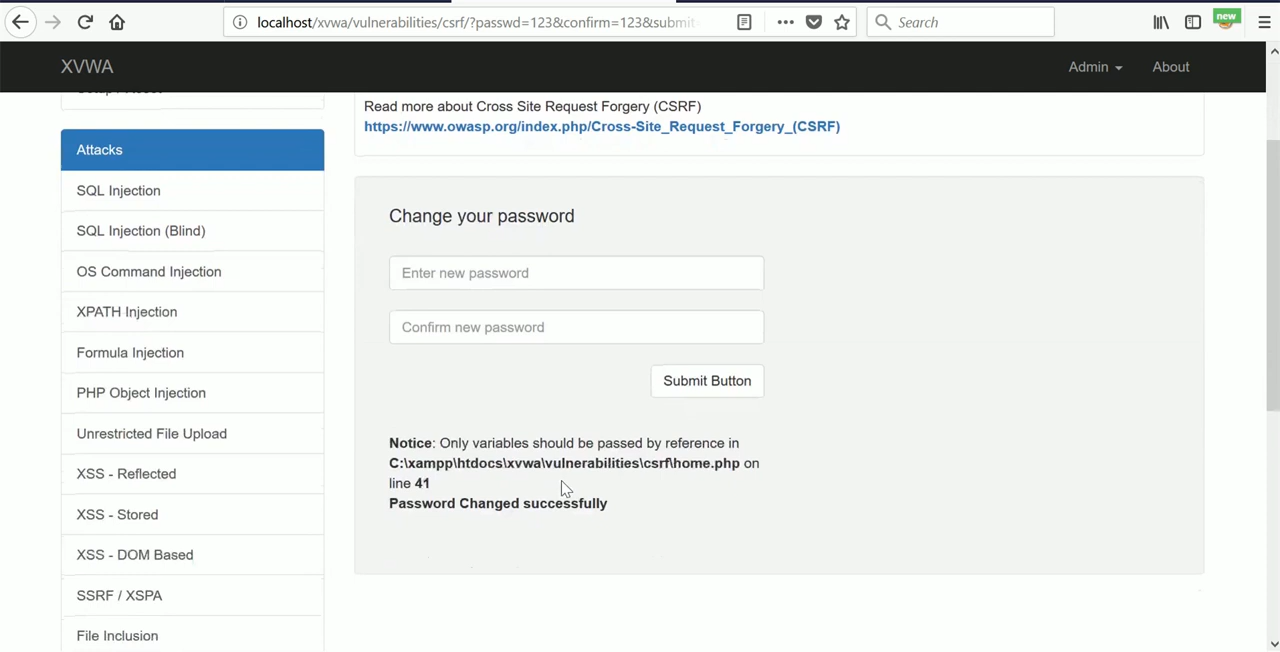 localhost/xvwa/vulnerabilities/csrf/?passwd=123&confirm=123&submit
Search
new
XVWA
Admin
About
Read more about Cross Site Request Forgery (CSRF)
https://www.owasp.org/index.php/Cross-Site_Request_Forgery_(CSRF)
Attacks
SQL Injection
SQL Injection (Blind)
OS Command Injection
XPATH Injection
Formula Injection
PHP Object Injection
Unrestricted File Upload
XSS - Reflected
XSS - Stored
XSS - DOM Based
SSRF / XSPA
File Inclusion
Change your password
Enter new password
Confirm new password
Submit Button
Notice: Only variables should be passed by reference in
C:\xampp\htdocs\xvwa\vulnerabilities\csrf\home.php on
line 41
Password Changed successfully